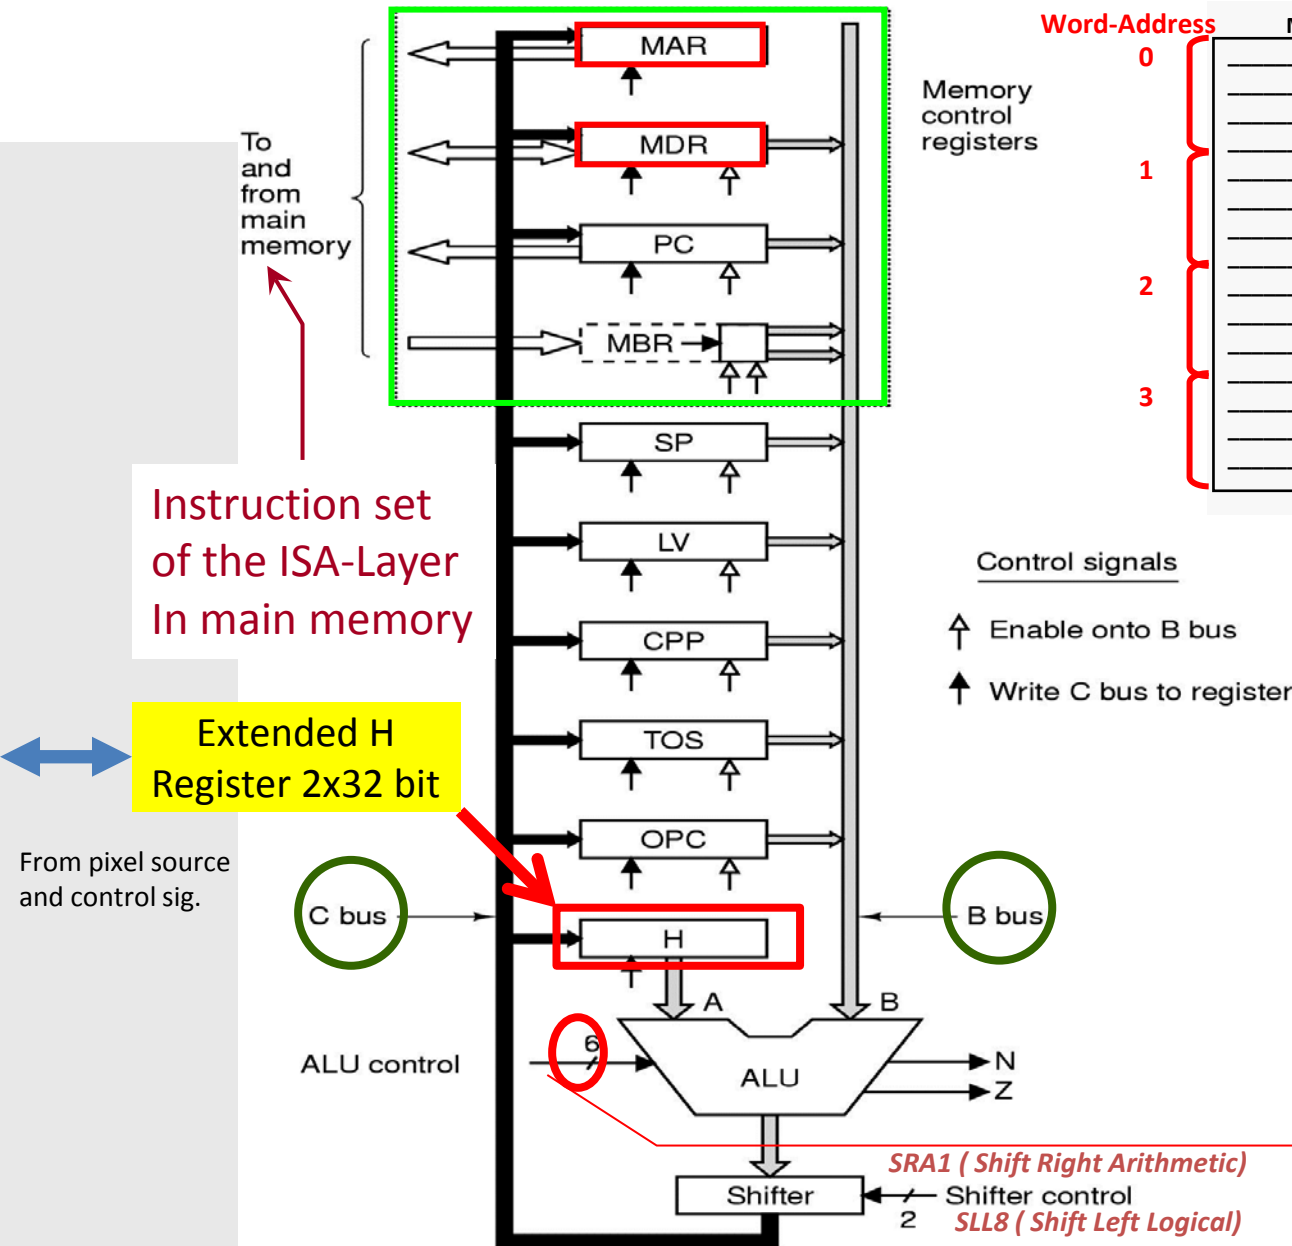 Word-Address
0
1
2
3
MAR
MDR
PC
MBR
SP
LV
CPP
TOS
OPC
H
To
and
from
main
memory
Memory
control
registers
Instruction set
of the ISA-Layer
In main memory
Control signals
Enable onto B bus
Write C bus to register
Extended H
Register 2x32 bit
From pixel source
and control sig.
C bus
B bus
A
B
6
ALU control
ALU
N
Z
SRA1 ( Shift Right Arithmetic)
Shifter
Shifter control
2
SLL8 ( Shift Left Logical)